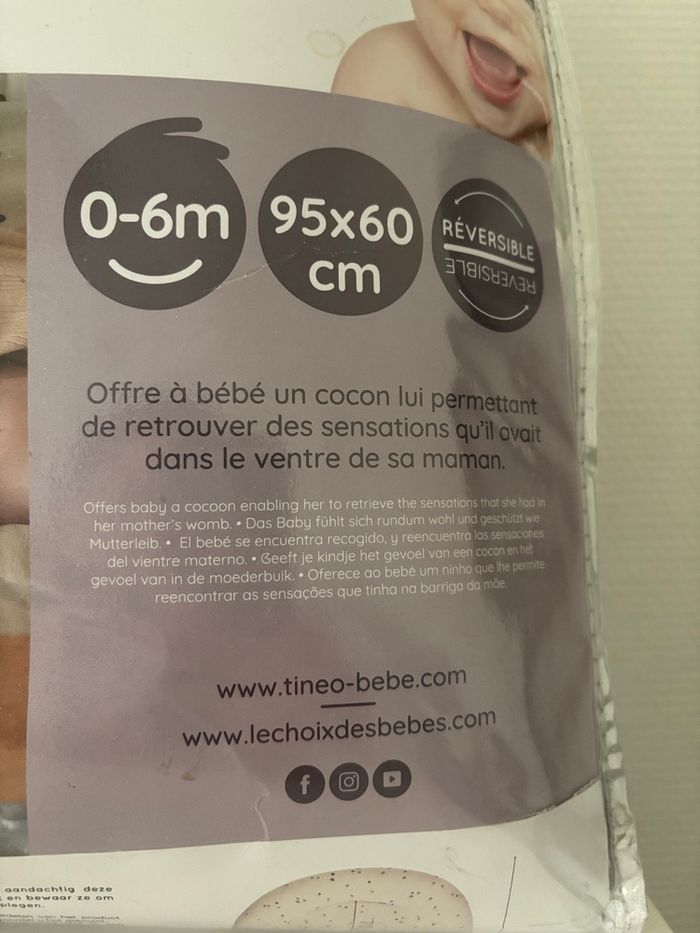 0-6m
95x60
cm
RÉVERSIBLE
RÉVERSIBLE
Offre à bébé un cocon lui permettant
de retrouver des sensations qu'il avait
dans le ventre de sa maman.
Offers baby a cocoon enabling her to retrieve the sensations that she had in
her mother's womb. • Das Baby fühlt sich rundum wohl und geschützt wie
Mutterleib. • El bebé se encuentra recogido, y reencuentra las sensaciones
del vientre materno. • Geeft je kindje het gevoel van een cocon en het
gevoel van in de moederbuik. • Oferece ao bebé um ninho que lhe permite
reencontrar as sensações que tinha na barriga da mãe.
www.tineo-bebe.com
www.lechoixdesbebes.com
aandachtig deze
en bewaar ze om
van het product